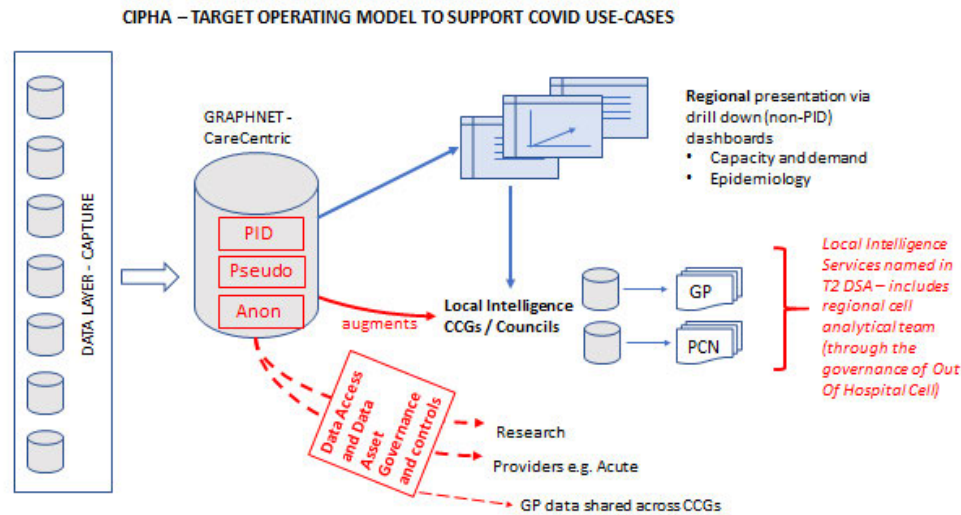 CIPHA – TARGET OPERATING MODEL TO SUPPORT COVID USE-CASES
DATA LAYER - CAPTURE
GRAPHNET -
CareCentric
PID
Pseudo
Anon
Regional presentation via
drill down (non-PID)
dashboards
• Capacity and demand
• Epidemiology
augments
Local Intelligence
CCGs / Councils
GP
PCN
Local Intelligence
Services named in
T2 DSA – includes
regional cell
analytical team
(through the
governance of Out
Of Hospital Cell)
Data Access
and Data
Asset
Governance
and controls
Research
Providers e.g. Acute
GP data shared across CCGs